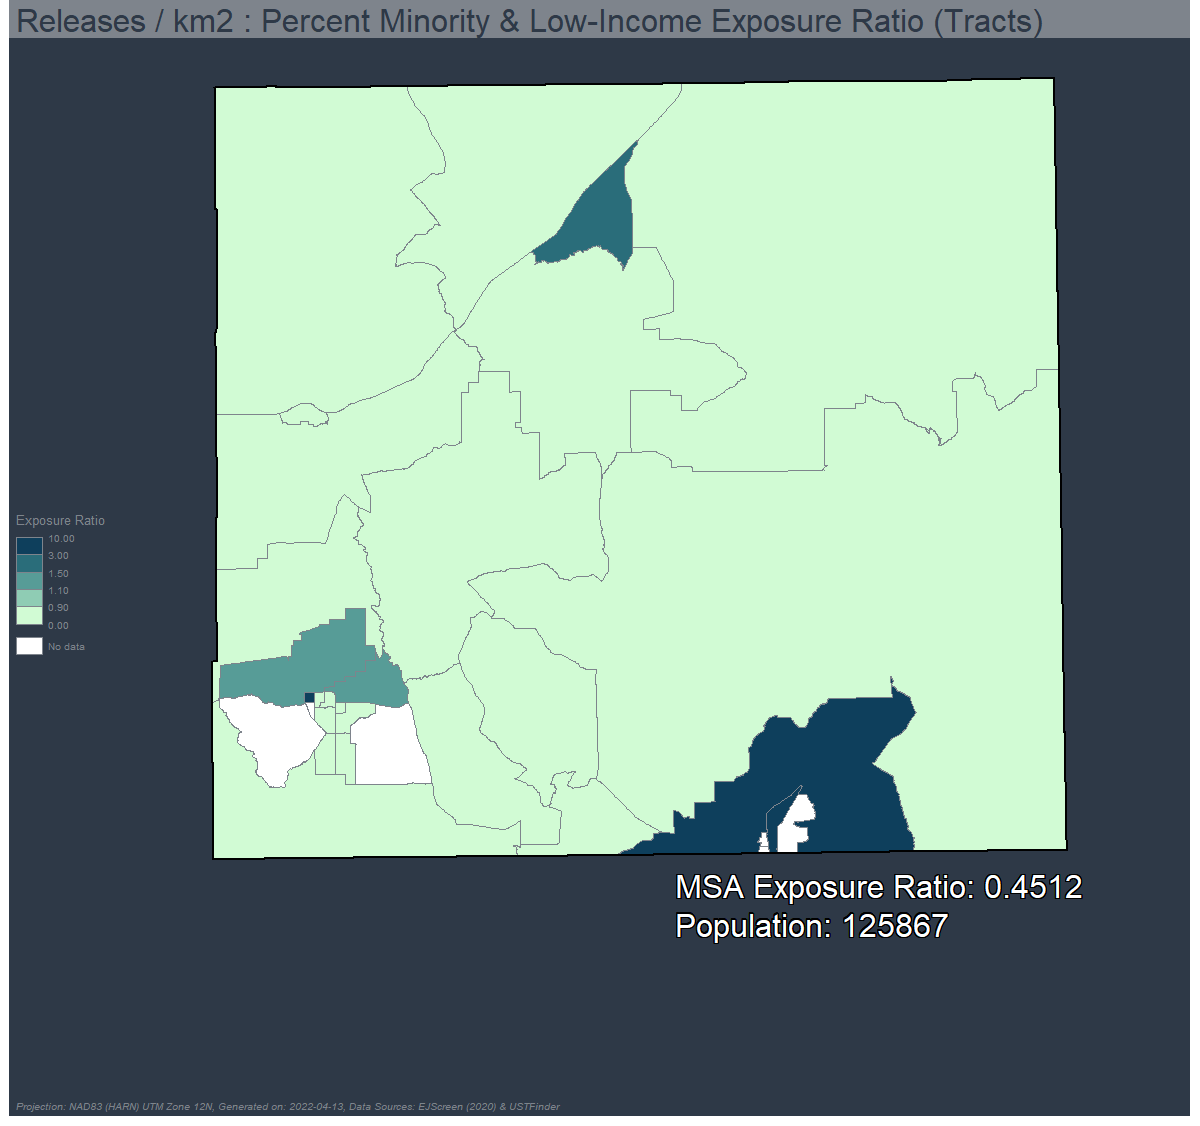 Releases / km2 : Percent Minority & Low-Income Exposure Ratio (Tracts)
Exposure Ratio
10.00
3.00
1.50
1.10
0.90
0.00
No data
MSA Exposure Ratio: 0.4512
Population: 125867
Projection: NAD83 (HARN) UTM Zone 12N, Generated on: 2022-04-13, Data Sources: EJScreen (2020) & USTFinder